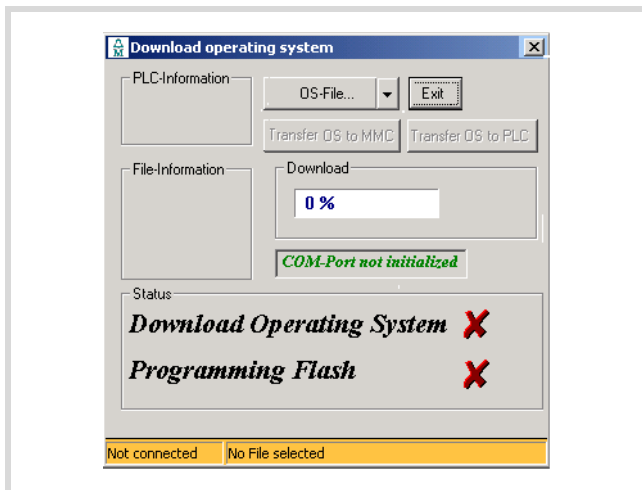 Download operating system
PLC-Information
OS-File...
Exit
Transfer OS to MMC
Transfer OS to PLC
File-Information
Download
0 %
COM-Port not initialized
Status
Download Operating System
Programming Flash
Not connected
No File selected